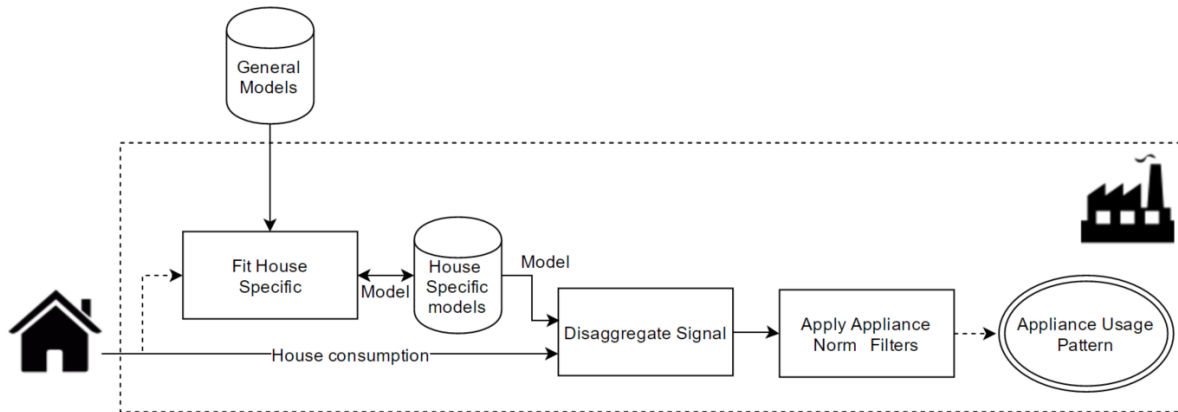 General
Models
Fit House
Specific
Model
House
Specific
models
Model
House consumption
Disaggregate Signal
Apply Appliance
Norm Filters
Appliance Usage
Pattern